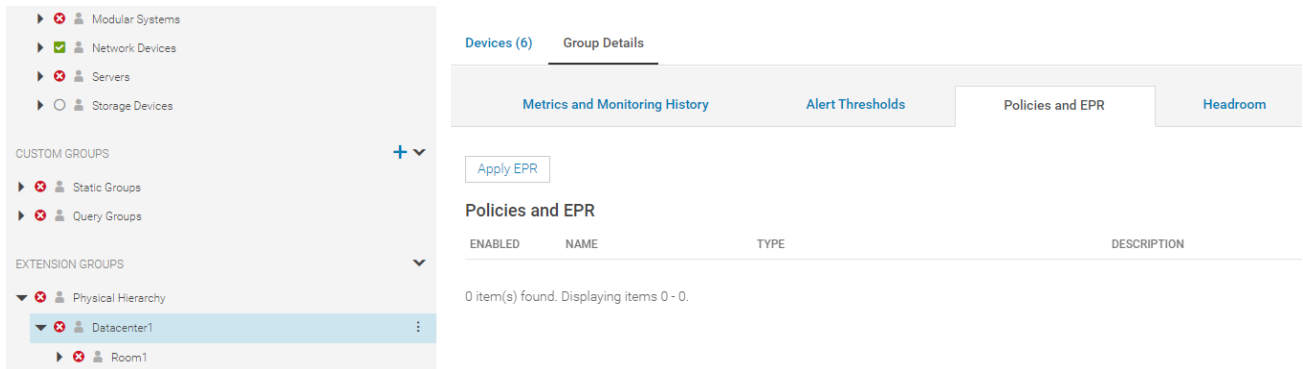 Modular Systems
Network Devices
Servers
Storage Devices
CUSTOM GROUPS
Static Groups
Query Groups
EXTENSION GROUPS
Physical Hierarchy
Datacenter1
Room1
Devices (6) Group Details
Metrics and Monitoring History Alert Thresholds Policies and EPR Headroom
Apply EPR
Policies and EPR
ENABLED NAME TYPE DESCRIPTION
0 item(s) found. Displaying items 0 - 0.